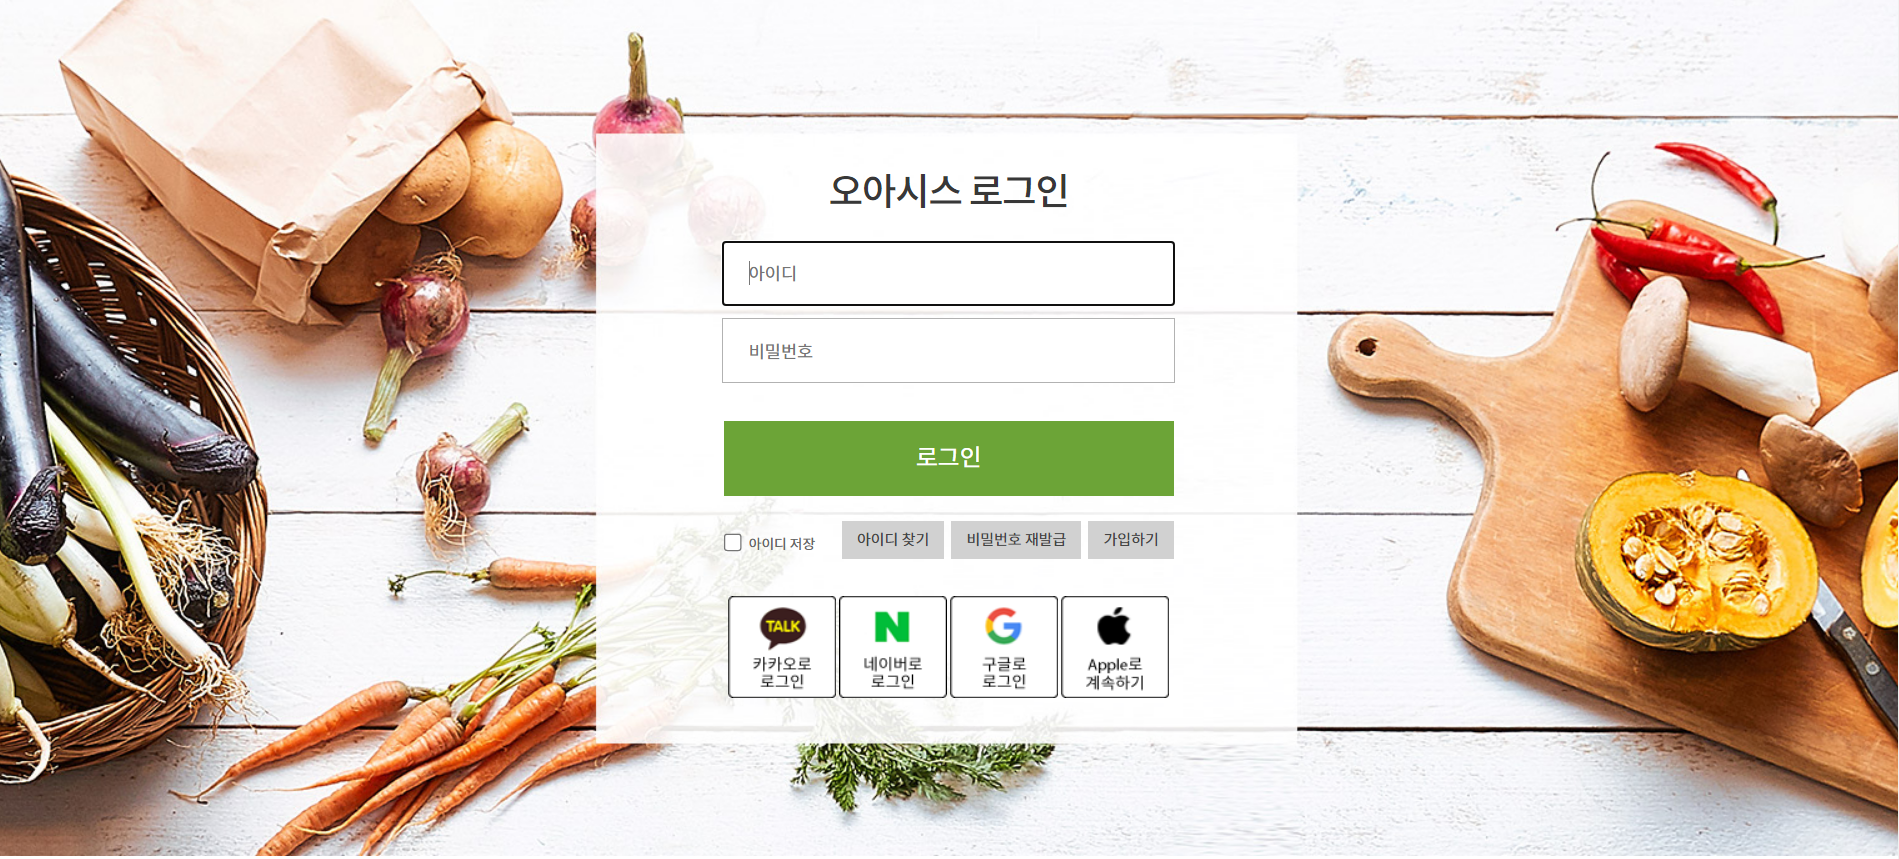 오아시스 로그인
아이디
비밀번호
로그인
아이디 저장
아이디 찾기
비밀번호 재발급
가입하기
TALK
카카오로
로그인
N
네이버로
로그인
G
구글로
로그인
Apple로
계속하기